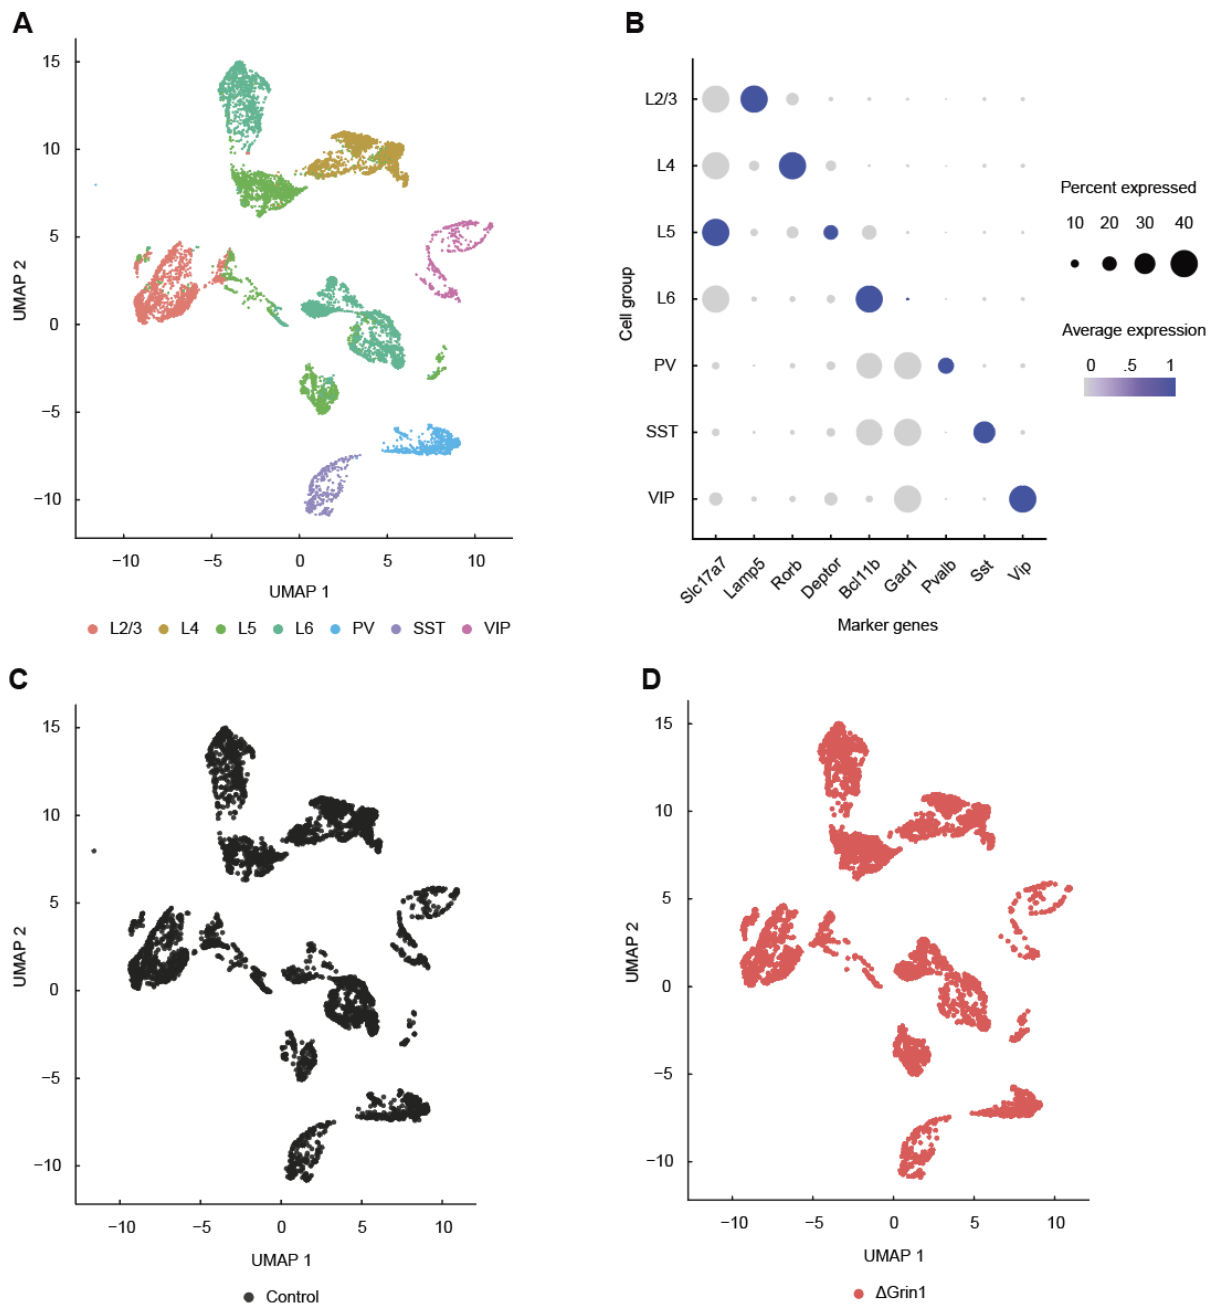 A
15
10
5
0
−5
−10
UMAP 2
−10 −5 0 5 10
UMAP 1
L2/3 L4 L5 L6 PV SST VIP
B
L2/3
L4
L5
L6
PV
SST
VIP
Cell group
Slc17a7 Lamp5 Rorb Deptor Bcl11b Gad1 Pvalb Sst Vip
Marker genes
Percent expressed
10 20 30 40
Average expression
0 .5 1
C
15
10
5
0
−5
−10
UMAP 2
−10 −5 0 5 10
UMAP 1
Control
D
15
10
5
0
−5
−10
UMAP 2
−10 −5 0 5 10
UMAP 1
ΔGrin1